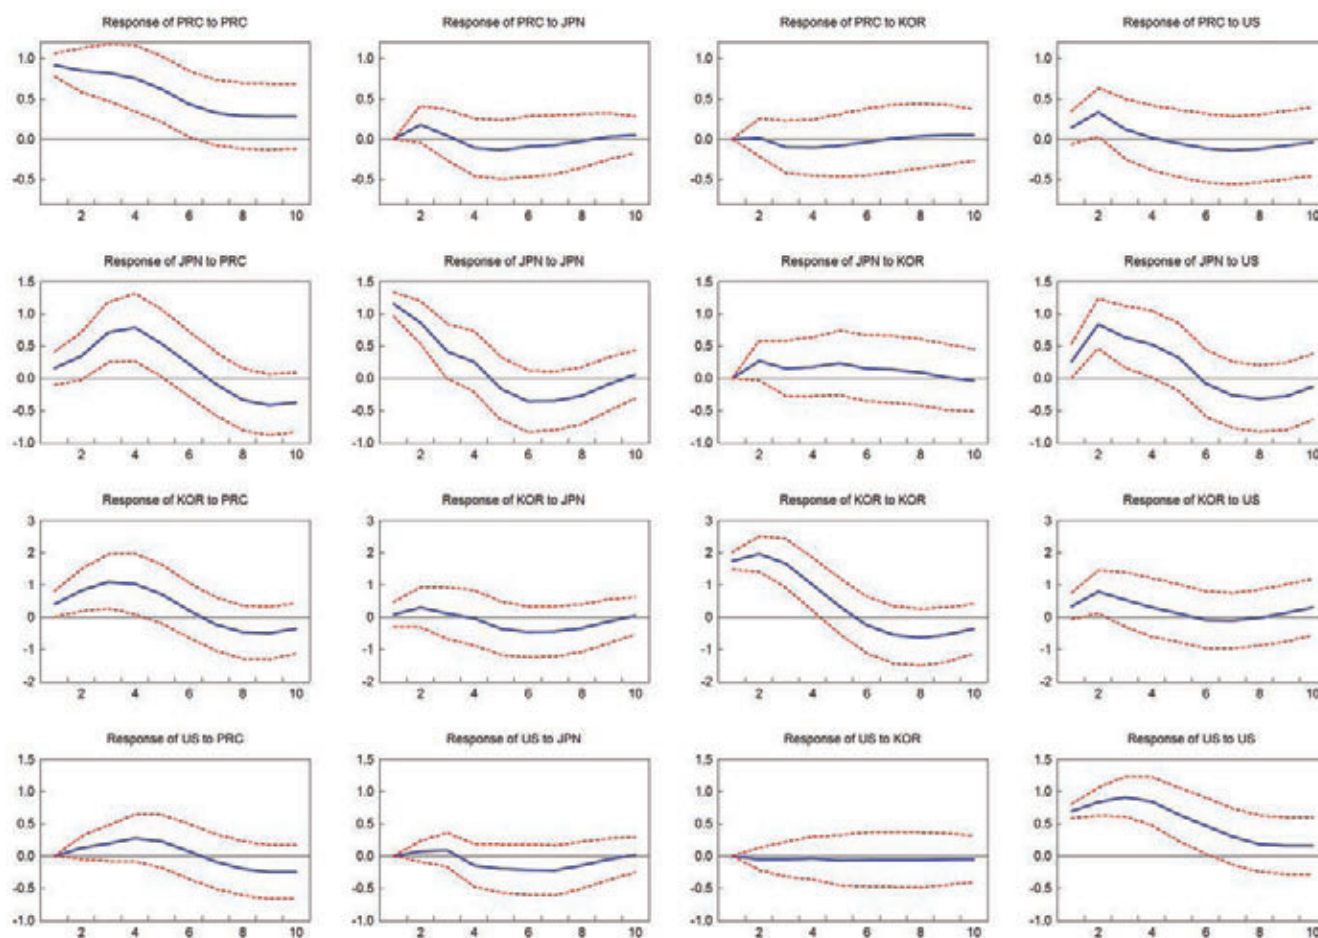 Response of PRC to PRC
Response of PRC to JPN
Response of PRC to KOR
Response of PRC to US
1.0
0.5
0.0
-0.5
2 4 6 8 10
1.0
0.5
0.0
-0.5
2 4 6 8 10
1.0
0.5
0.0
-0.5
2 4 6 8 10
1.0
0.5
0.0
-0.5
2 4 6 8 10
Response of JPN to PRC
Response of JPN to JPN
Response of JPN to KOR
Response of JPN to US
1.5
1.0
0.5
0.0
-0.5
-1.0
2 4 6 8 10
1.5
1.0
0.5
0.0
-0.5
-1.0
2 4 6 8 10
1.5
1.0
0.5
0.0
-0.5
-1.0
2 4 6 8 10
1.5
1.0
0.5
0.0
-0.5
-1.0
2 4 6 8 10
Response of KOR to PRC
Response of KOR to JPN
Response of KOR to KOR
Response of KOR to US
3
2
1
0
-1
-2
2 4 6 8 10
3
2
1
0
-1
-2
2 4 6 8 10
3
2
1
0
-1
-2
2 4 6 8 10
3
2
1
0
-1
-2
2 4 6 8 10
Response of US to PRC
Response of US to JPN
Response of US to KOR
Response of US to US
1.5
1.0
0.5
0.0
-0.5
-1.0
2 4 6 8 10
1.5
1.0
0.5
0.0
-0.5
-1.0
2 4 6 8 10
1.5
1.0
0.5
0.0
-0.5
-1.0
2 4 6 8 10
1.5
1.0
0.5
0.0
-0.5
-1.0
2 4 6 8 10